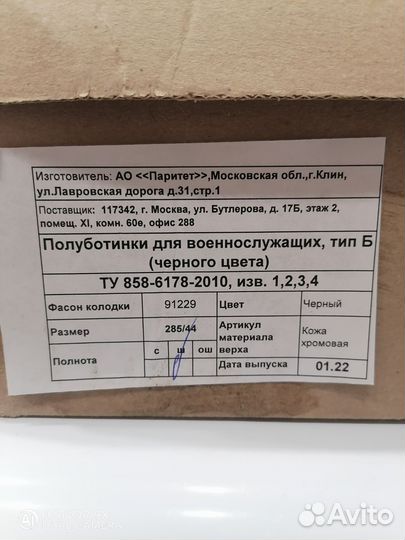 Изготовитель: АО <<Паритет>>,Московская обл.,г.Клин,
ул.Лавровская дорога д.31,стр.1
Поставщик: 117342, г. Москва, ул. Бутлерова, д. 17Б, этаж 2,
помещ. XI, комн. 60е, офис 288
Полуботинки для военнослужащих, тип Б
(черного цвета)
ТУ 858-6178-2010, изв. 1,2,3,4
Фасон колодки 91229 Цвет Черный
Размер 285/44 Артикул материала верха Кожа хромовая
Полнота с ш ош Дата выпуска 01.22
AI CAMERA
Avito